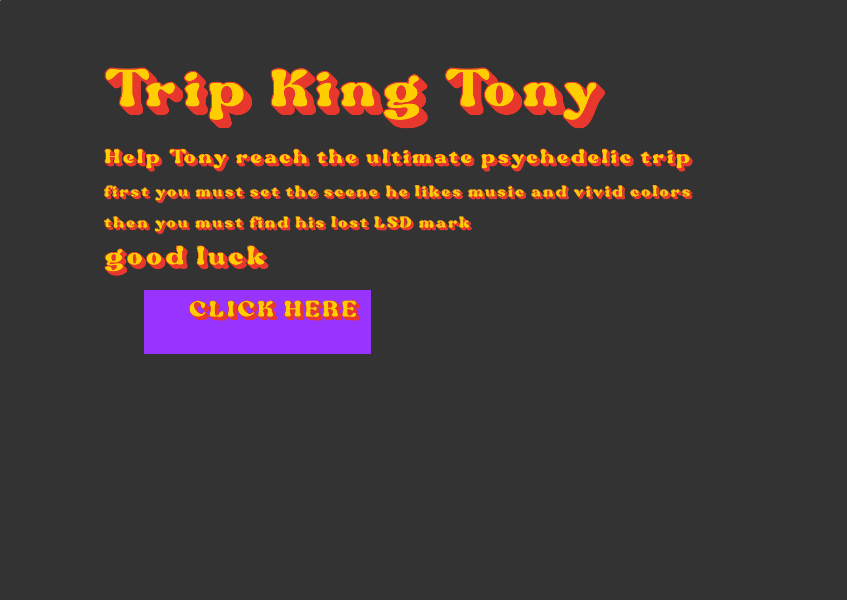 Trip King Tony
Help Tony reach the ultimate psychedelic trip
first you must set the scene he likes music and vivid colors
then you must find his lost LSD mark
good luck
CLICK HERE